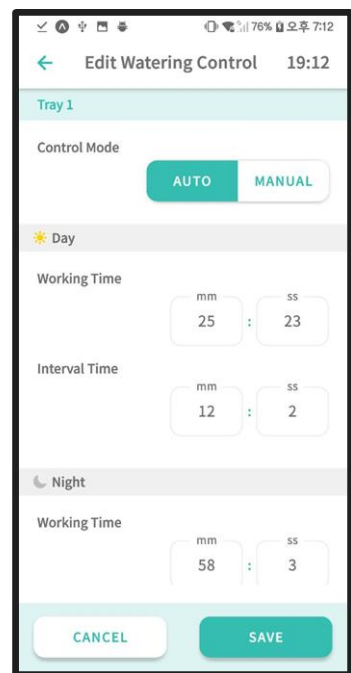 76% 오후 7:12
Edit Watering Control 19:12
Tray 1
Control Mode
AUTO MANUAL
Day
Working Time
mm ss
25 : 23
Interval Time
mm ss
12 : 2
Night
Working Time
mm ss
58 : 3
CANCEL SAVE